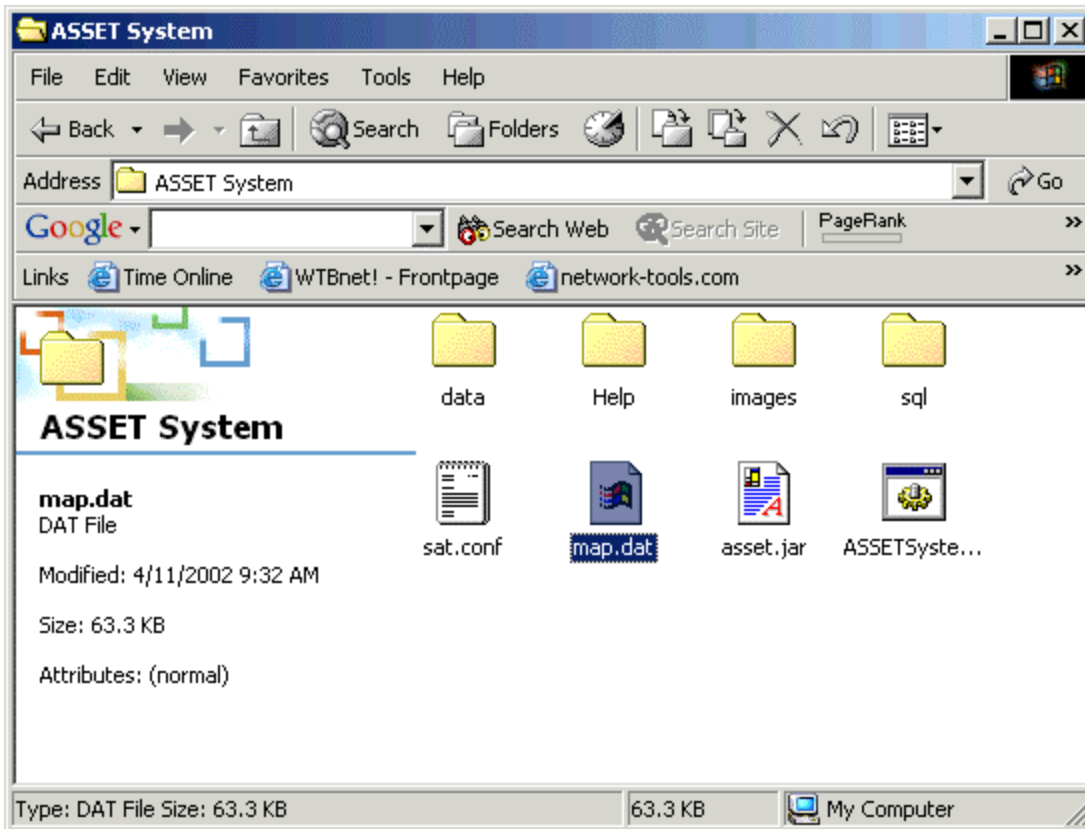 ASSET System
File Edit View Favorites Tools Help
Back Search Folders
Address ASSET System Go
Google Search Web Search Site PageRank »
Links Time Online WTBnet! - Frontpage network-tools.com »
data Help images sql
ASSET System
map.dat
DAT File
Modified: 4/11/2002 9:32 AM
Size: 63.3 KB
Attributes: (normal)
sat.conf map.dat asset.jar ASSETSyste...
Type: DAT File Size: 63.3 KB 63.3 KB My Computer